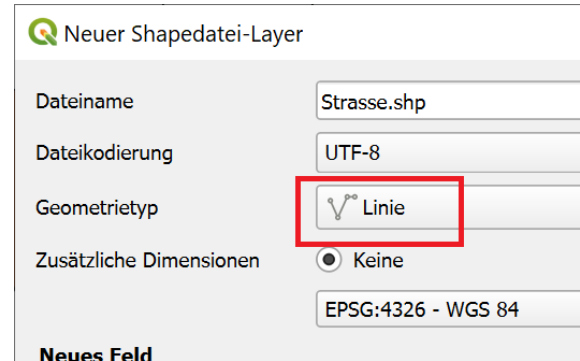 Neuer Shapedatei-Layer
Dateiname Strasse.shp
Dateikodierung UTF-8
Geometrietyp Linie
Zusätzliche Dimensionen Keine
EPSG:4326 - WGS 84
Neues Feld